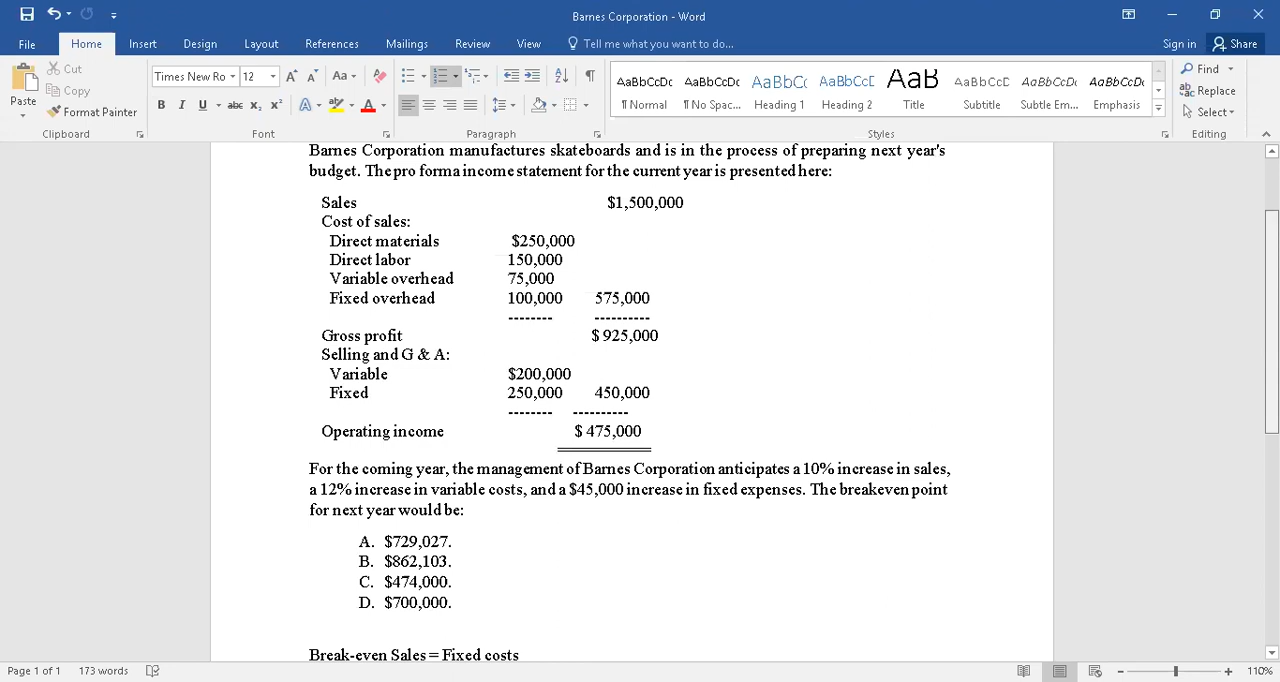 Barnes Corporation - Word
File Home Insert Design Layout References Mailings Review View Tell me what you want to do... Sign in Share
Paste
Cut
Copy
Format Painter
Clipboard
Times New Ro 12 A A Aa
B I U abc x₂ x² A A
Font
Paragraph
AaBbCcDc AaBbCcDc AaBbCc AaBbCcE AaB AaBbCcD AaBbCcDc AaBbCcDc
¶ Normal ¶ No Spac... Heading 1 Heading 2 Title Subtitle Subtle Em... Emphasis
Styles
Find
Replace
Select
Editing
Barnes Corporation manufactures skateboards and is in the process of preparing next year's
budget. The pro forma income statement for the current year is presented here:
Sales $1,500,000
Cost of sales:
Direct materials $250,000
Direct labor 150,000
Variable overhead 75,000
Fixed overhead 100,000 575,000
-------- ----------
Gross profit $ 925,000
Selling and G & A:
Variable $200,000
Fixed 250,000 450,000
-------- ----------
Operating income $ 475,000
For the coming year, the management of Barnes Corporation anticipates a 10% increase in sales,
a 12% increase in variable costs, and a $45,000 increase in fixed expenses. The breakeven point
for next year would be:
A. $729,027.
B. $862,103.
C. $474,000.
D. $700,000.
Break-even Sales = Fixed costs
Page 1 of 1 173 words 110%